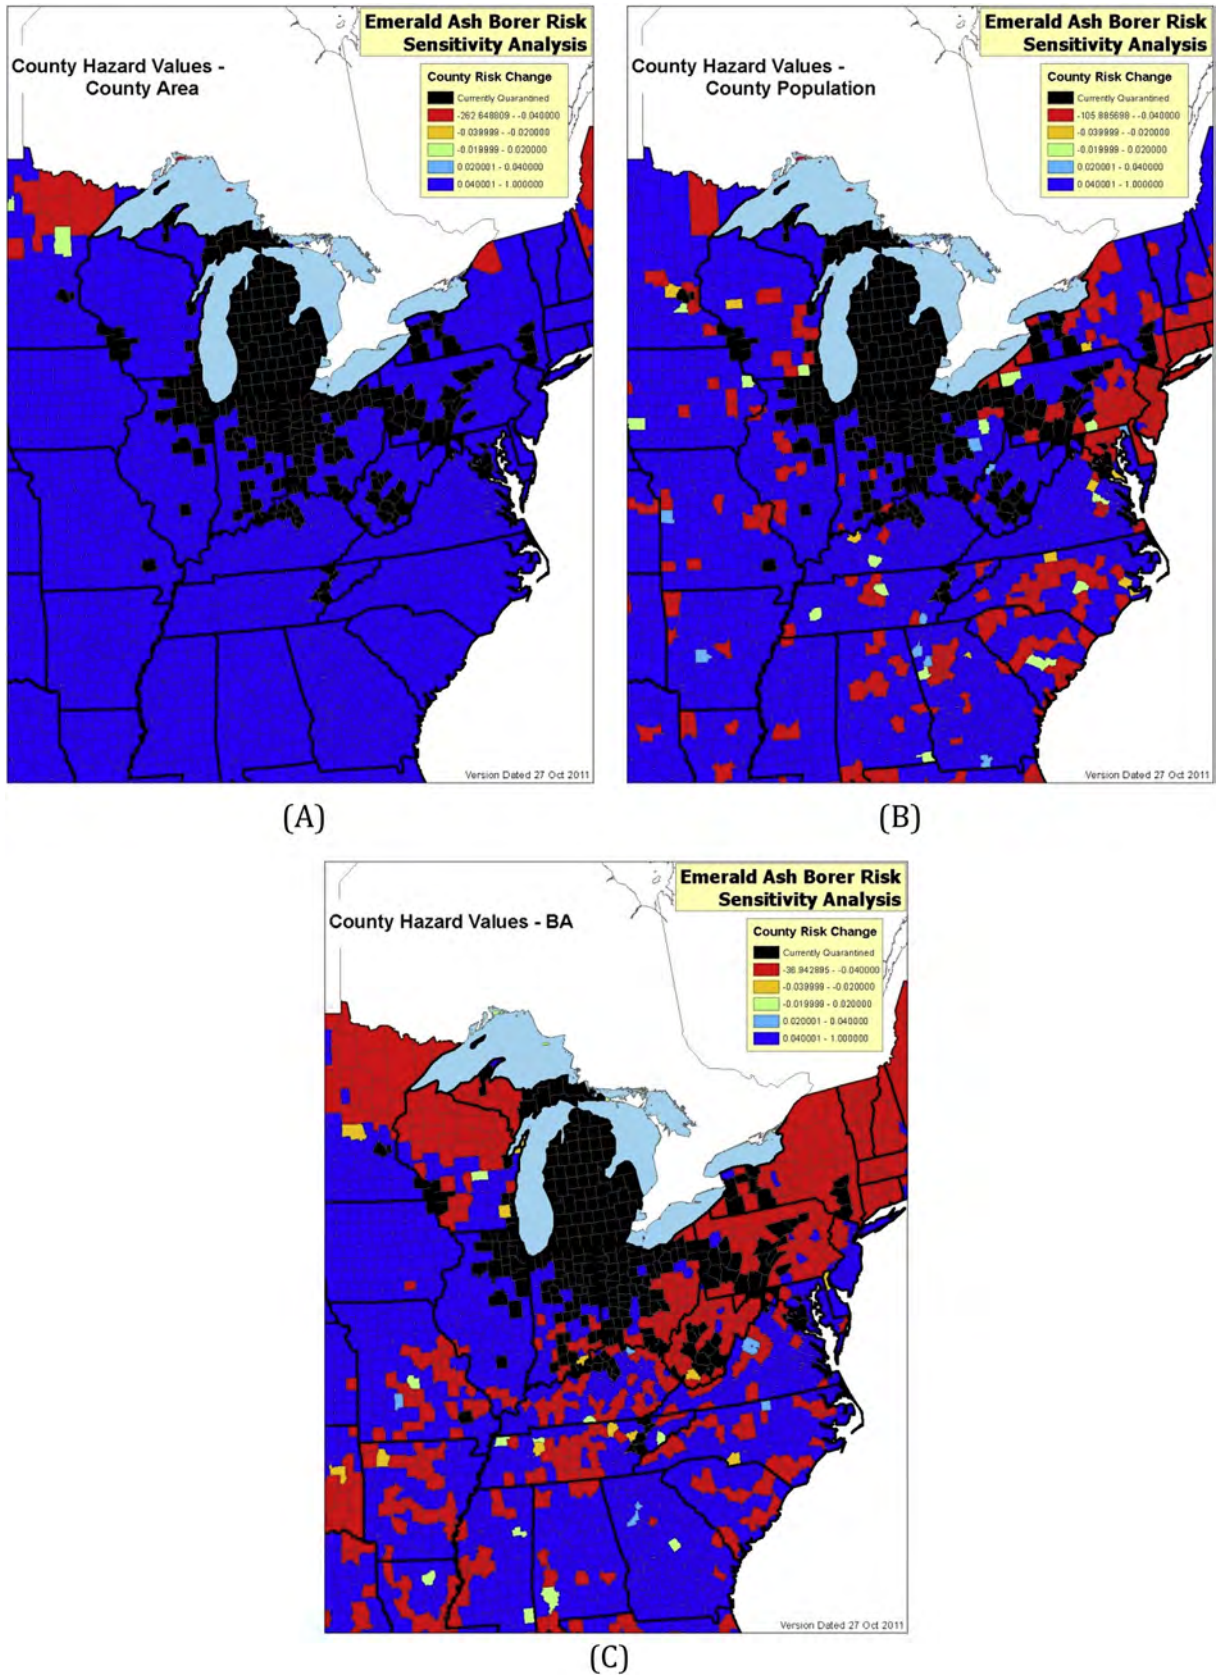 Emerald Ash Borer Risk
Sensitivity Analysis
County Hazard Values -
County Area
County Risk Change
Currently Quarantined
-262.648809 - -0.040000
-0.039999 - -0.020000
-0.019999 - 0.020000
0.020001 - 0.040000
0.040001 - 1.000000
Version Dated 27 Oct 2011
(A)
Emerald Ash Borer Risk
Sensitivity Analysis
County Hazard Values -
County Population
County Risk Change
Currently Quarantined
-105.885698 - -0.040000
-0.039999 - -0.020000
-0.019999 - 0.020000
0.020001 - 0.040000
0.040001 - 1.000000
Version Dated 27 Oct 2011
(B)
Emerald Ash Borer Risk
Sensitivity Analysis
County Hazard Values - BA
County Risk Change
Currently Quarantined
-36.942895 - -0.040000
-0.039999 - -0.020000
-0.019999 - 0.020000
0.020001 - 0.040000
0.040001 - 1.000000
Version Dated 27 Oct 2011
(C)